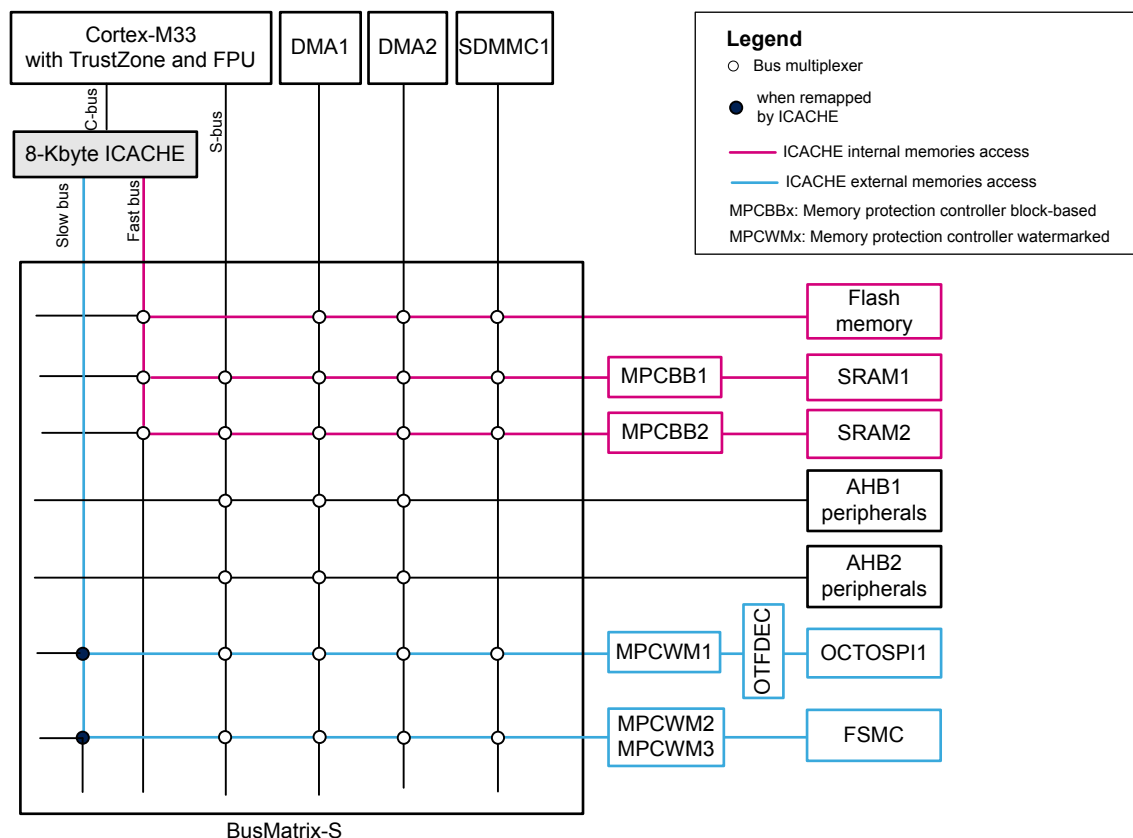 Cortex-M33
with TrustZone and FPU
DMA1
DMA2
SDMMC1
C-bus
S-bus
8-Kbyte ICACHE
Slow bus
Fast bus
Legend
Bus multiplexer
when remapped
by ICACHE
ICACHE internal memories access
ICACHE external memories access
MPCBBx: Memory protection controller block-based
MPCWMx: Memory protection controller watermarked
Flash
memory
MPCBB1
SRAM1
MPCBB2
SRAM2
AHB1
peripherals
AHB2
peripherals
MPCWM1
OTFDEC
OCTOSPI1
MPCWM2
MPCWM3
FSMC
BusMatrix-S